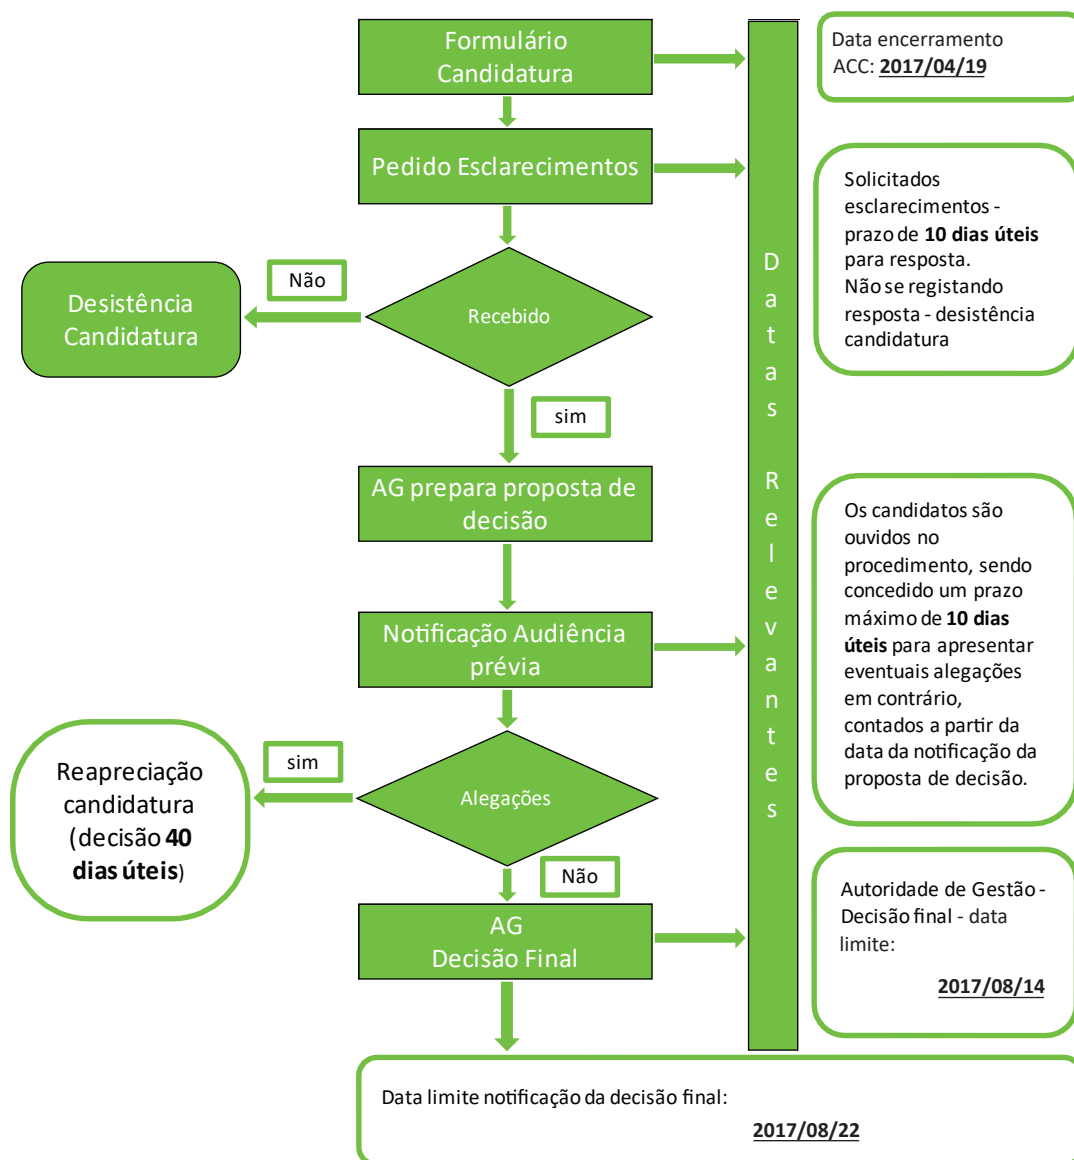 Formulário
Candidatura
Data encerramento
ACC: 2017/04/19
Pedido Esclarecimentos
Solicitados
esclarecimentos -
prazo de 10 dias úteis
para resposta.
Não se registando
resposta - desistência
candidatura
Não
Desistência
Candidatura
Recebido
sim
Datas Relevantes
AG prepara proposta de
decisão
Os candidatos são
ouvidos no
procedimento, sendo
concedido um prazo
máximo de 10 dias
úteis para apresentar
eventuais alegações
em contrário,
contados a partir da
data da notificação da
proposta de decisão.
Notificação Audiência
prévia
sim
Reapreciação
candidatura
(decisão 40
dias úteis)
Alegações
Não
AG
Decisão Final
Autoridade de Gestão -
Decisão final - data
limite:
2017/08/14
Data limite notificação da decisão final:
2017/08/22